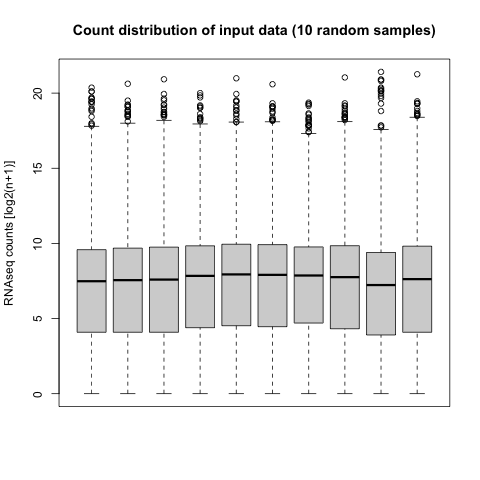 Count distribution of input data (10 random samples)
RNAseq counts [log2(n+1)]
20
15
10
5
0